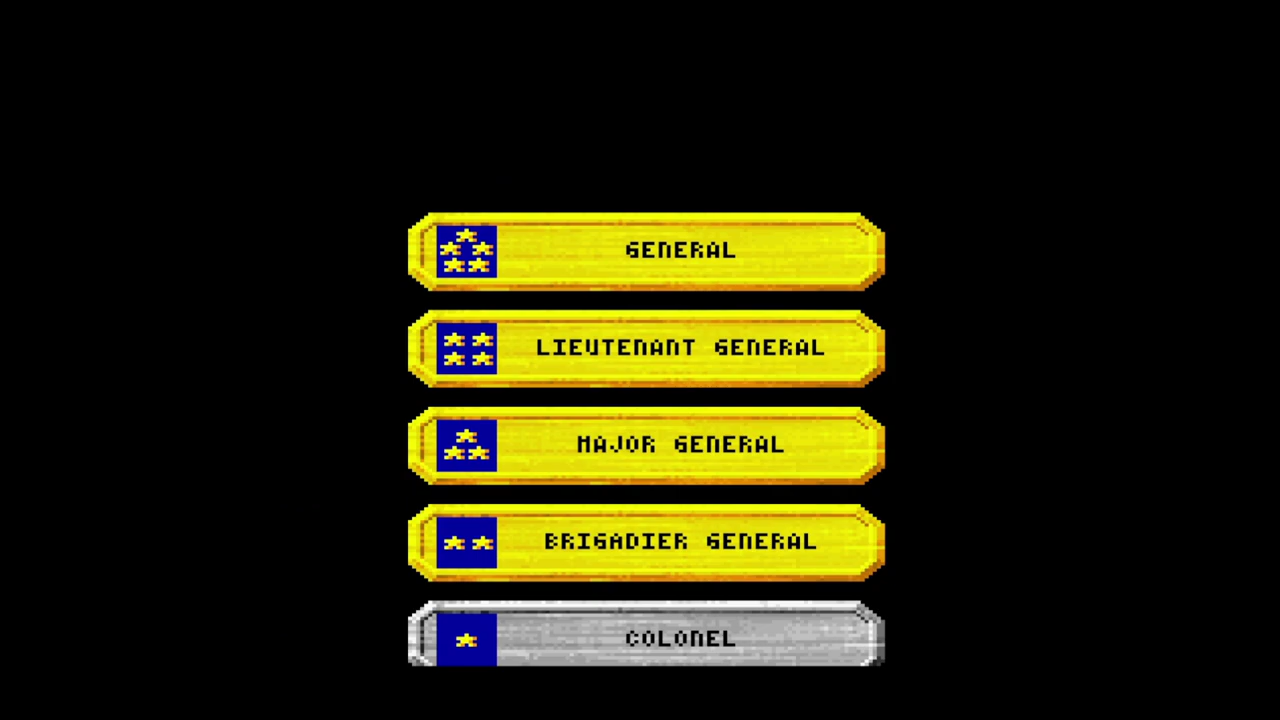 GENERAL
LIEUTENANT GENERAL
MAJOR GENERAL
BRIGADIER GENERAL
COLONEL